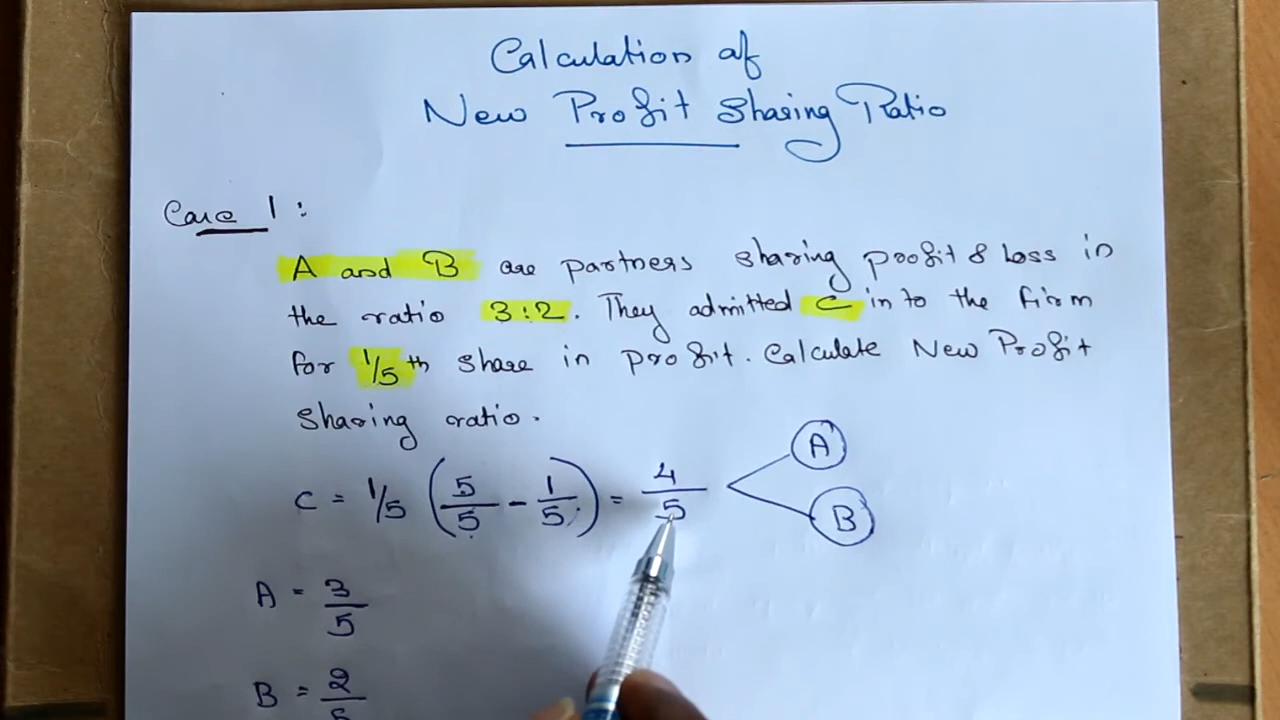 Calculation of
New Profit Sharing Ratio
Case 1:
A and B are partners sharing profit & loss in
the ratio 3:2. They admitted C in to the firm
for 1/5th share in profit. Calculate New Profit
sharing ratio.
C = 1/5 (5/5 - 1/5) = 4/5 A B
A = 3/5
B = 2/5